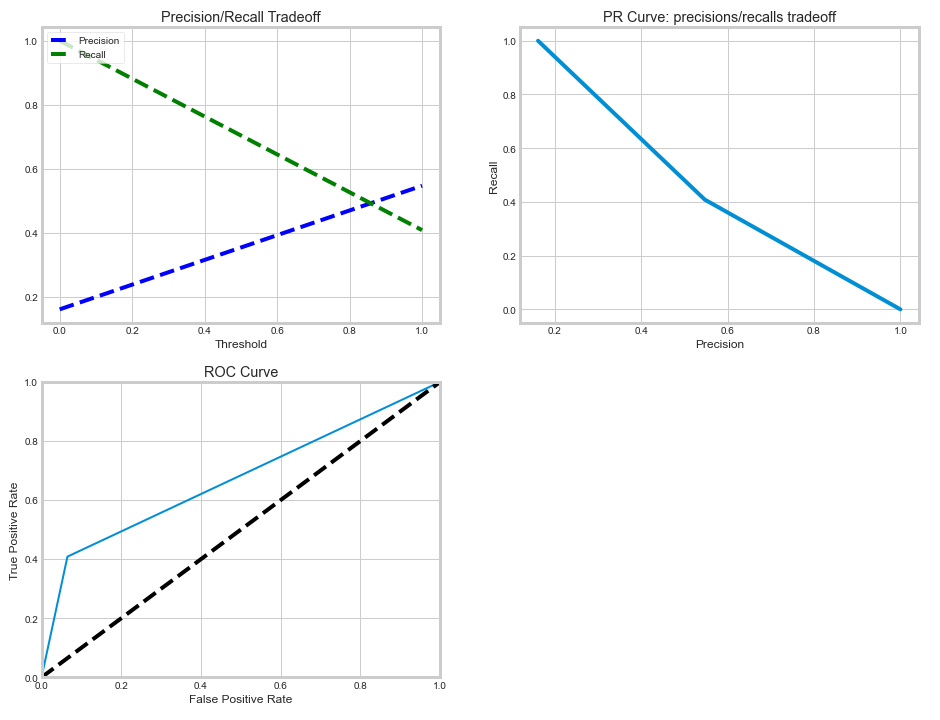 Precision/Recall Tradeoff
1.0
0.8
0.6
0.4
0.2
Precision
Recall
0.0 0.2 0.4 0.6 0.8 1.0
Threshold
PR Curve: precisions/recalls tradeoff
Recall
1.0
0.8
0.6
0.4
0.2
0.0
0.2 0.4 0.6 0.8 1.0
Precision
ROC Curve
True Positive Rate
1.0
0.8
0.6
0.4
0.2
0.0
0.0 0.2 0.4 0.6 0.8 1.0
False Positive Rate